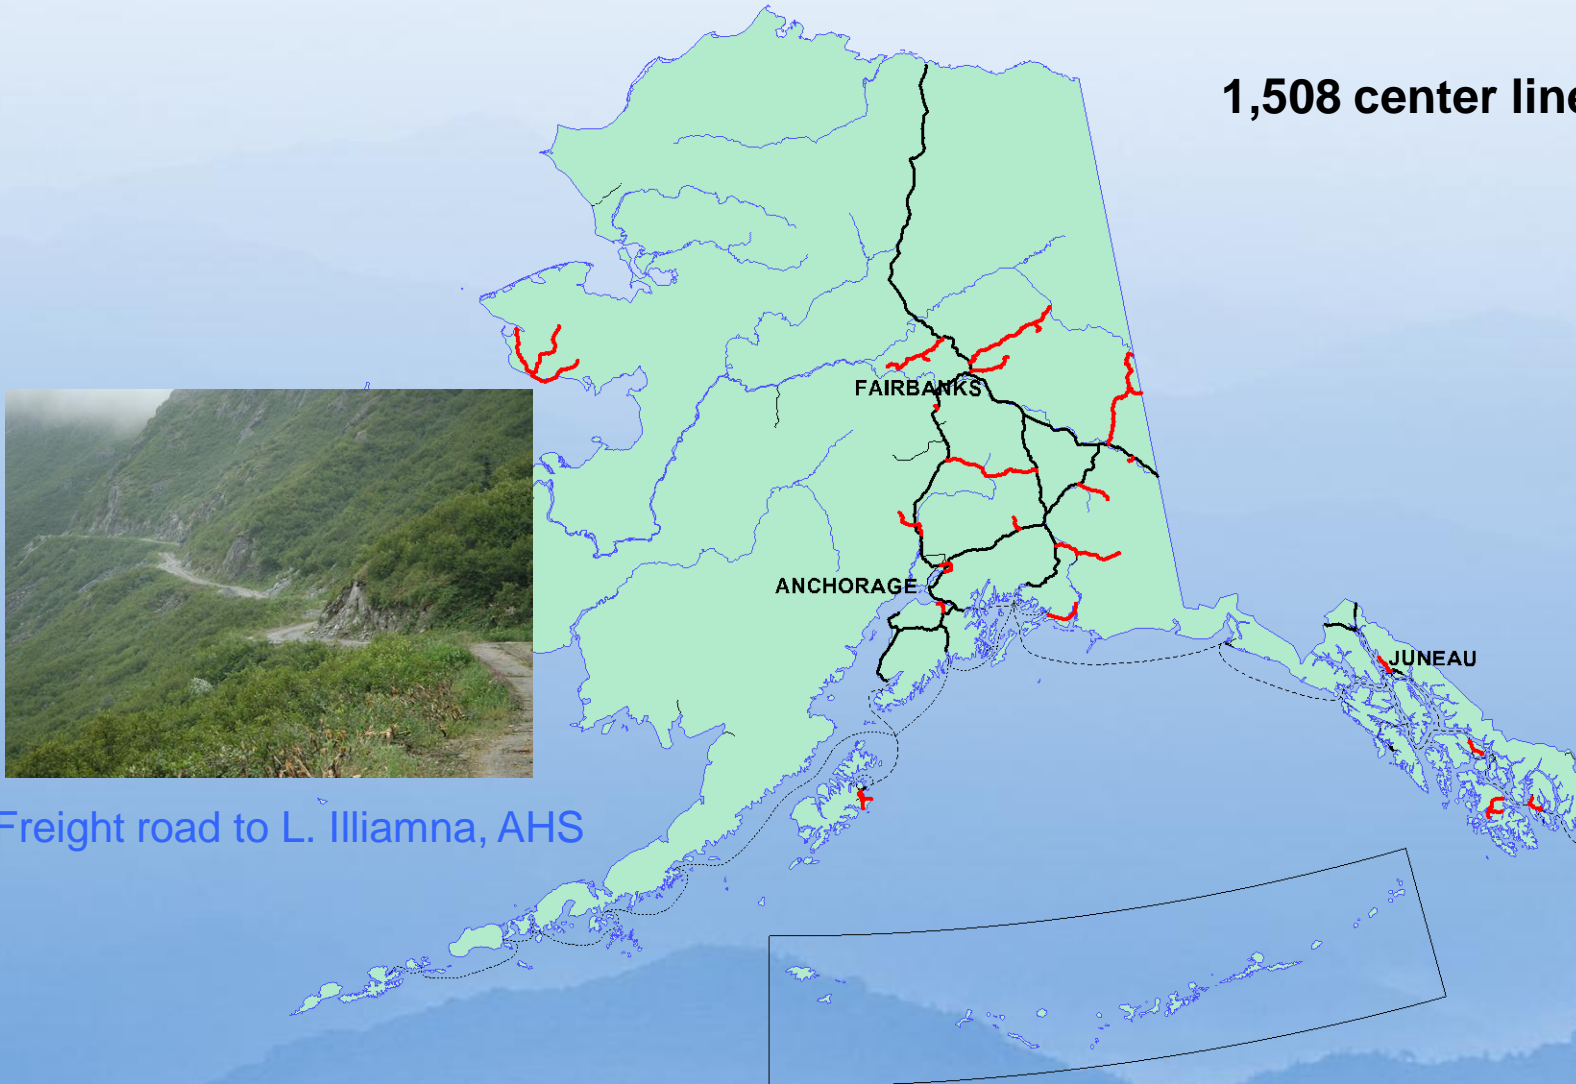 1,508 center line
FAIRBANKS
ANCHORAGE
JUNEAU
Freight road to L. Illiamna, AHS